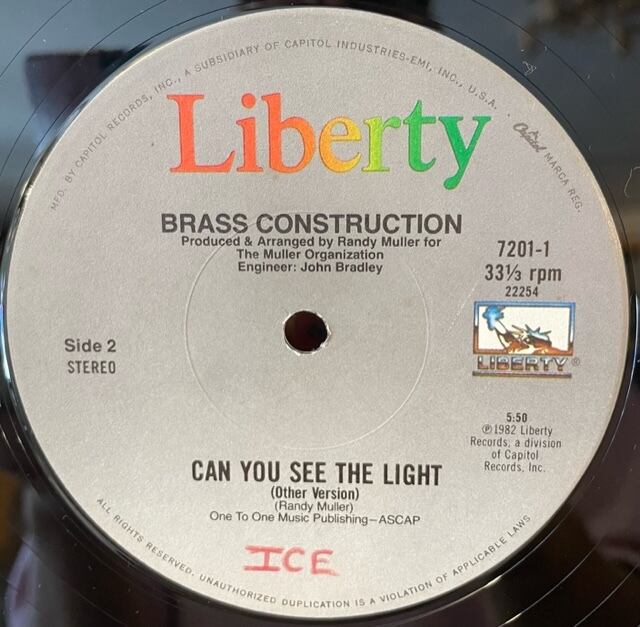 MFD. BY CAPITOL RECORDS, INC., A SUBSIDIARY OF CAPITOL INDUSTRIES-EMI, INC., U.S.A. · Capitol MARCA REG.
Liberty
BRASS CONSTRUCTION
Produced & Arranged by Randy Muller for
The Muller Organization
Engineer: John Bradley
7201-1
33⅓ rpm
22254
LIBERTY®
Side 2
STEREO
5:50
℗1982 Liberty
Records, a division
of Capitol
Records, Inc.
CAN YOU SEE THE LIGHT
(Other Version)
(Randy Muller)
One To One Music Publishing—ASCAP
ICE
ALL RIGHTS RESERVED. UNAUTHORIZED DUPLICATION IS A VIOLATION OF APPLICABLE LAWS